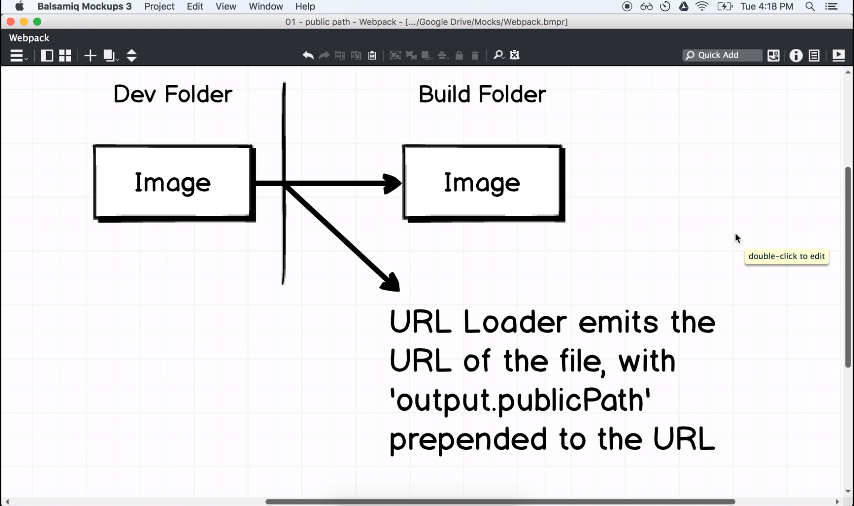 Balsamiq Mockups 3 Project Edit View Window Help Tue 4:18 PM
01 - public path - Webpack - [.../Google Drive/Mocks/Webpack.bmpr]
Webpack
Quick Add
Dev Folder Build Folder
Image Image
double-click to edit
URL Loader emits the
URL of the file, with
'output.publicPath'
prepended to the URL